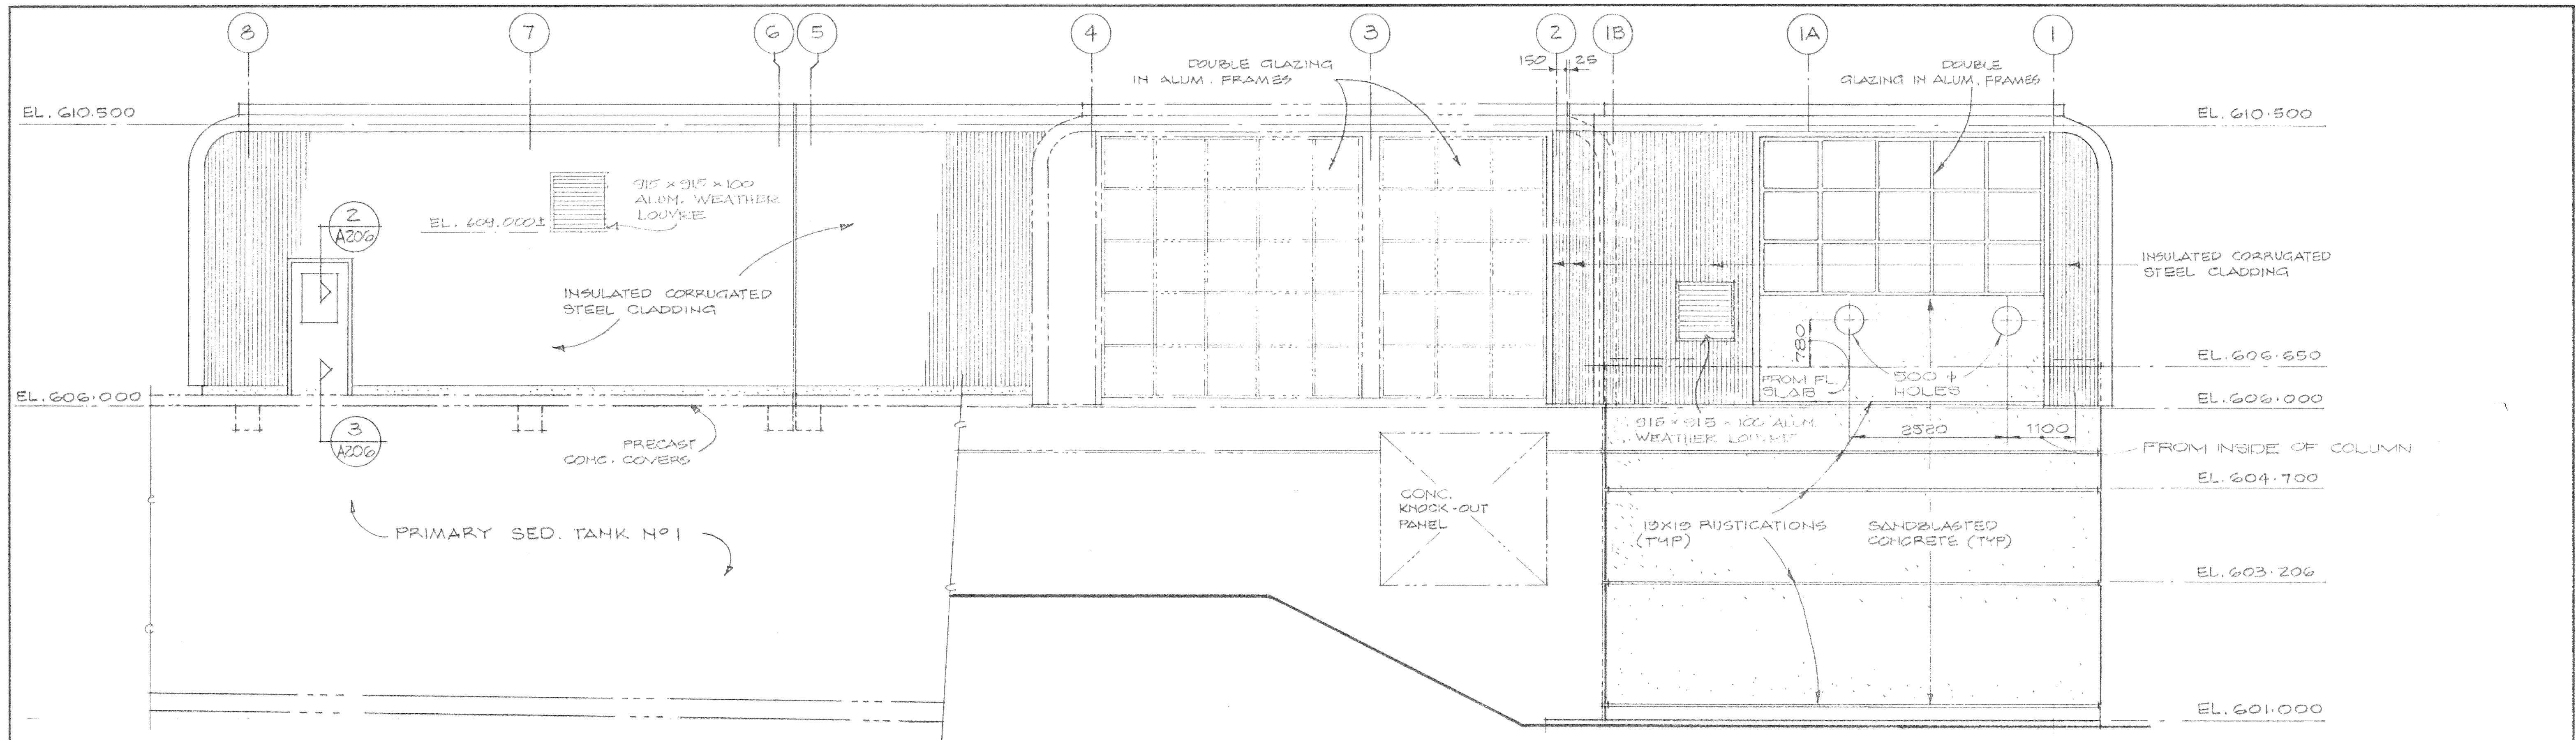 8
7
6
5
4
3
2
1B
1A
1
150
25
DOUBLE GLAZING
IN ALUM. FRAMES
DOUBLE
GLAZING IN ALUM. FRAMES
EL. 610.500
EL. 610.500
915 x 915 x 100
ALUM. WEATHER
LOUVRE
EL. 609.000±
2
A206
INSULATED CORRUGATED
STEEL CLADDING
INSULATED CORRUGATED
STEEL CLADDING
780
FROM FL.
SLAB
500 ⌀
HOLES
EL. 606.650
EL. 606.000
EL. 606.000
3
A206
PRECAST
CONC. COVERS
915 x 915 x 100 ALUM.
WEATHER LOUVRE
2520
1100
FROM INSIDE OF COLUMN
EL. 604.700
CONC.
KNOCK-OUT
PANEL
PRIMARY SED. TANK Nº 1
19x19 RUSTICATIONS
(TYP)
SANDBLASTED
CONCRETE (TYP)
EL. 603.206
EL. 601.000